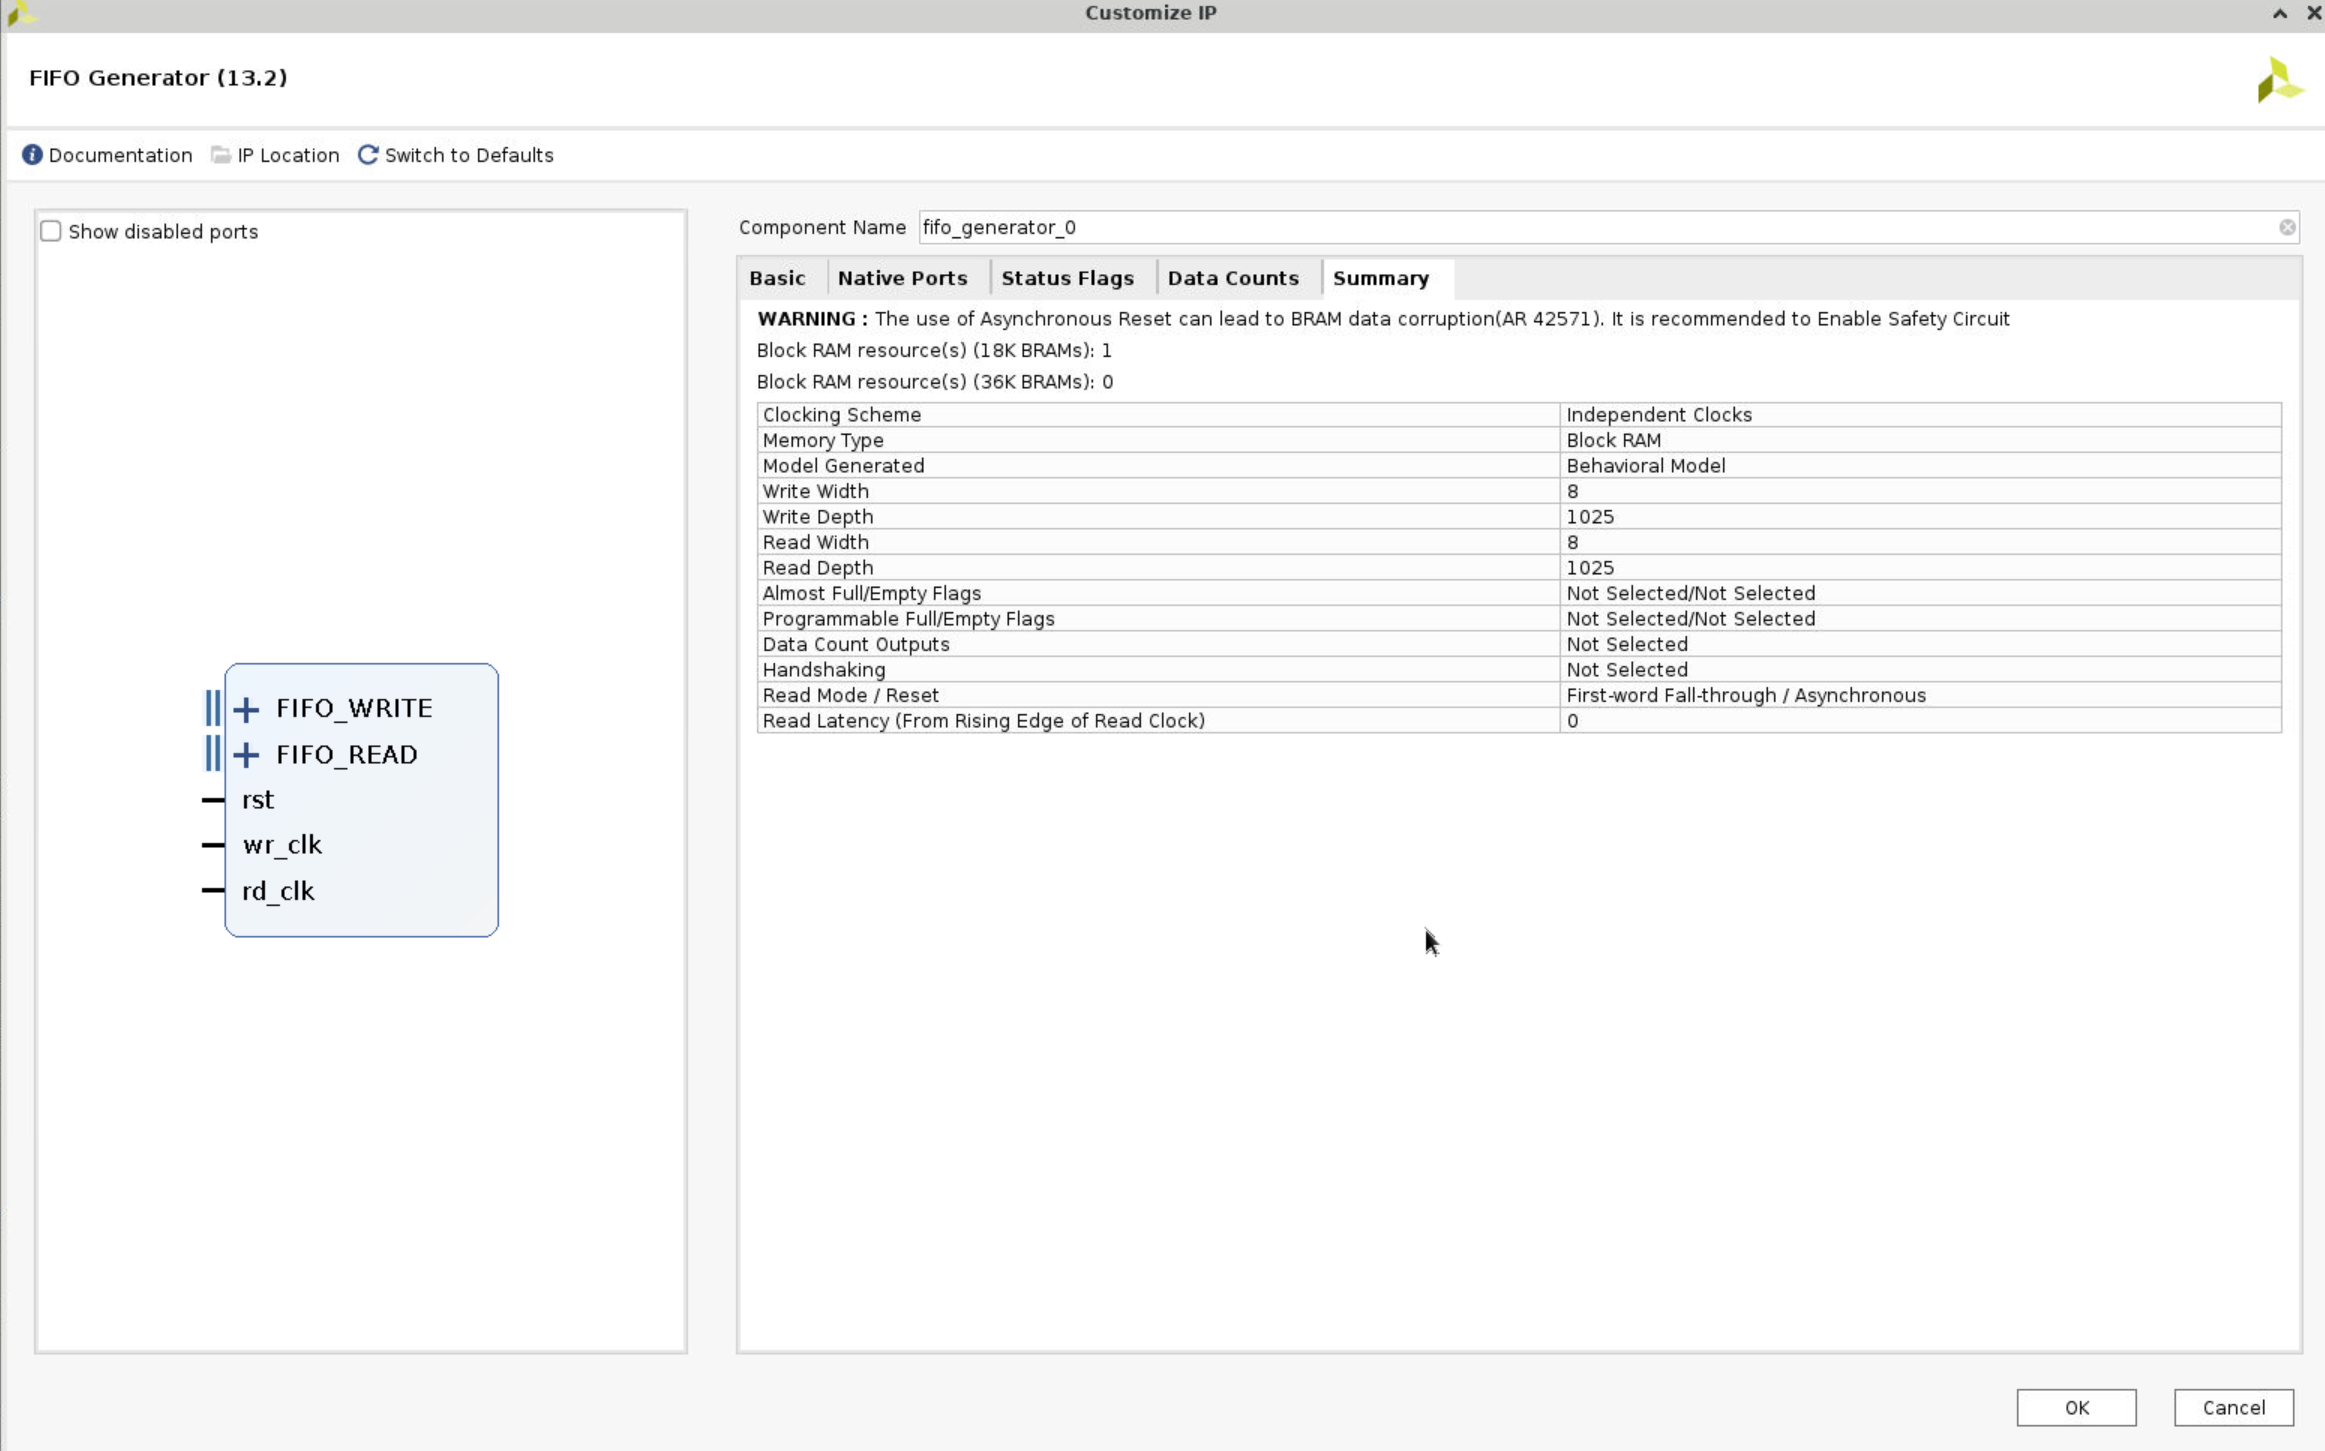 Customize IP
FIFO Generator (13.2)
Documentation IP Location Switch to Defaults
Show disabled ports
FIFO_WRITE
FIFO_READ
rst
wr_clk
rd_clk
Component Name fifo_generator_0
Basic Native Ports Status Flags Data Counts Summary
WARNING : The use of Asynchronous Reset can lead to BRAM data corruption(AR 42571). It is recommended to Enable Safety Circuit
Block RAM resource(s) (18K BRAMs): 1
Block RAM resource(s) (36K BRAMs): 0
Clocking Scheme Independent Clocks
Memory Type Block RAM
Model Generated Behavioral Model
Write Width 8
Write Depth 1025
Read Width 8
Read Depth 1025
Almost Full/Empty Flags Not Selected/Not Selected
Programmable Full/Empty Flags Not Selected/Not Selected
Data Count Outputs Not Selected
Handshaking Not Selected
Read Mode / Reset First-word Fall-through / Asynchronous
Read Latency (From Rising Edge of Read Clock) 0
OK Cancel